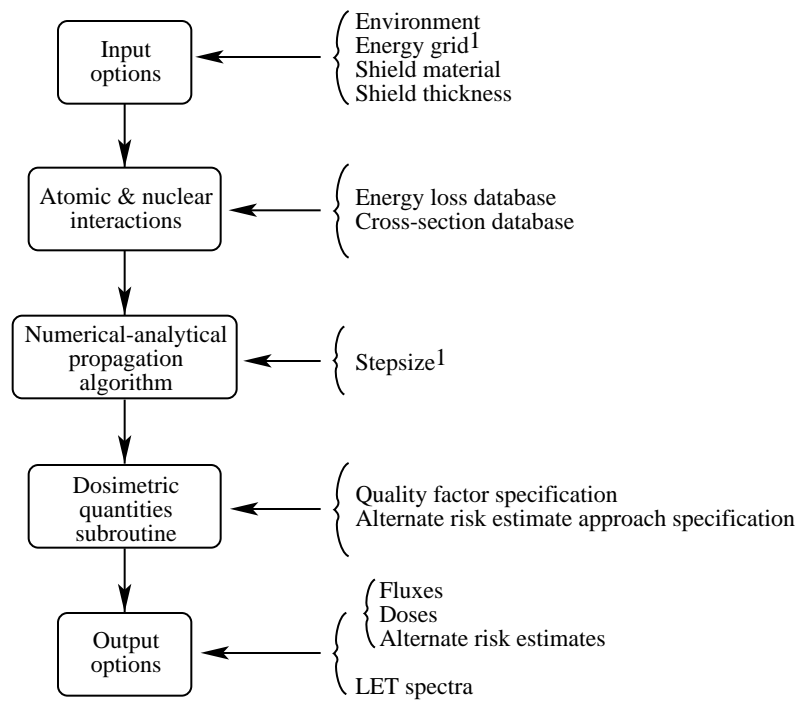 Input
options
Environment
Energy grid1
Shield material
Shield thickness
Atomic & nuclear
interactions
Energy loss database
Cross-section database
Numerical-analytical
propagation
algorithm
Stepsize1
Dosimetric
quantities
subroutine
Quality factor specification
Alternate risk estimate approach specification
Output
options
Fluxes
Doses
Alternate risk estimates
LET spectra